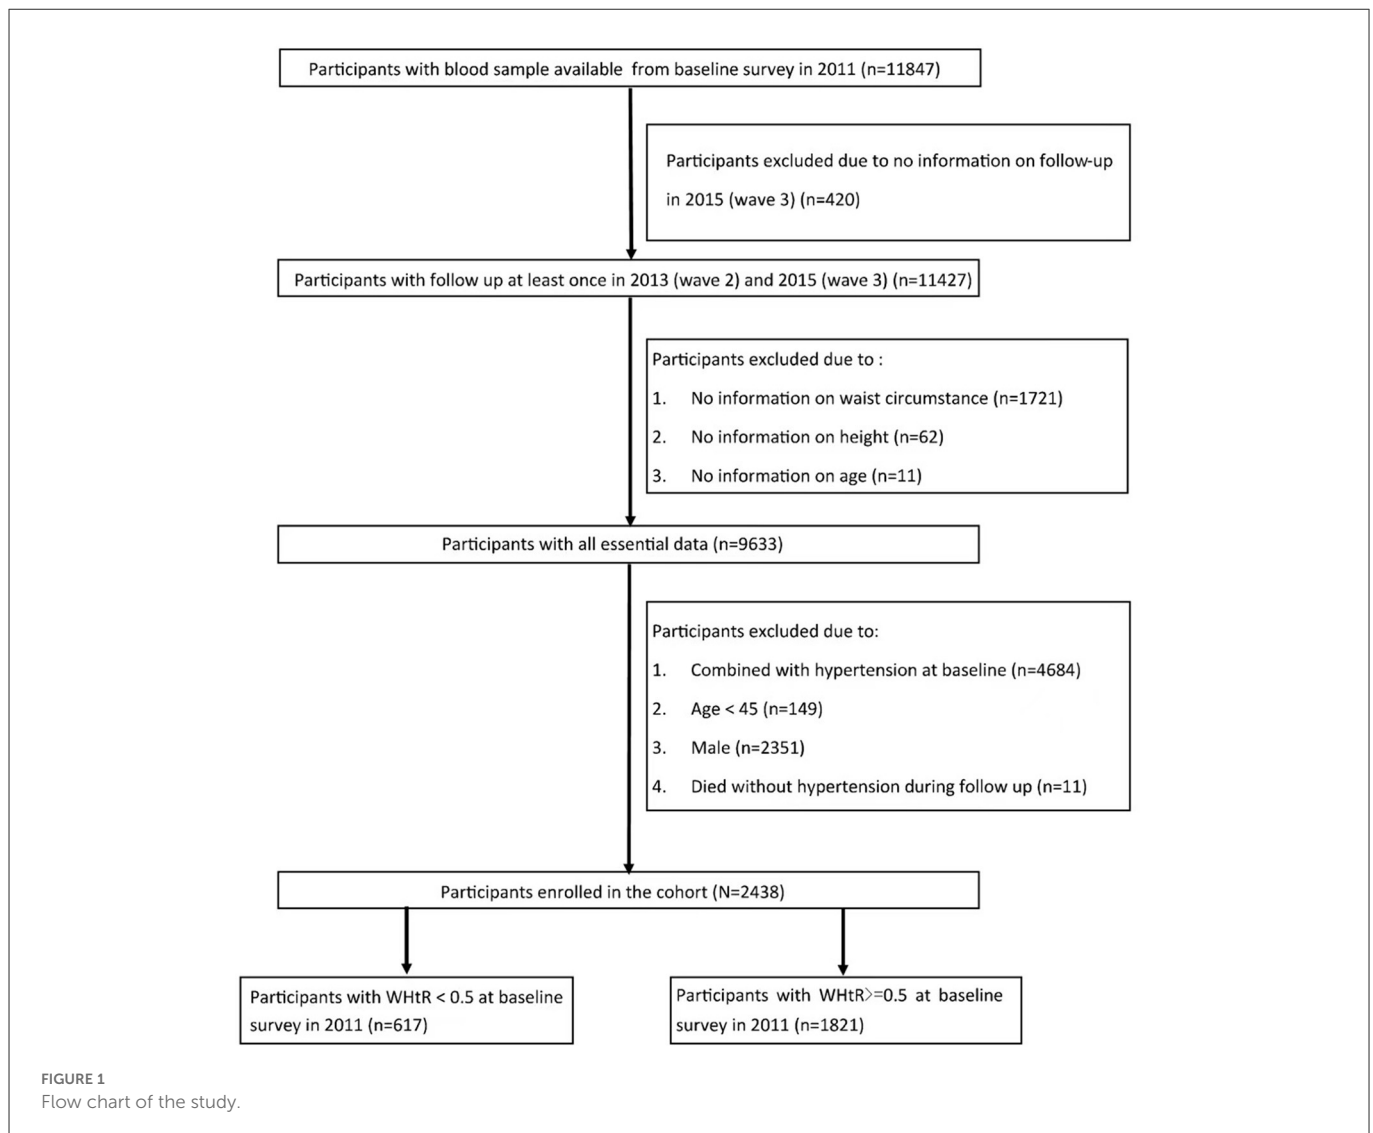 Participants with blood sample available from baseline survey in 2011 (n=11847)
Participants excluded due to no information on follow-up
in 2015 (wave 3) (n=420)
Participants with follow up at least once in 2013 (wave 2) and 2015 (wave 3) (n=11427)
Participants excluded due to :
1. No information on waist circumstance (n=1721)
2. No information on height (n=62)
3. No information on age (n=11)
Participants with all essential data (n=9633)
Participants excluded due to:
1. Combined with hypertension at baseline (n=4684)
2. Age < 45 (n=149)
3. Male (n=2351)
4. Died without hypertension during follow up (n=11)
Participants enrolled in the cohort (N=2438)
Participants with WHtR < 0.5 at baseline
survey in 2011 (n=617)
Participants with WHtR>=0.5 at baseline
survey in 2011 (n=1821)
FIGURE 1
Flow chart of the study.